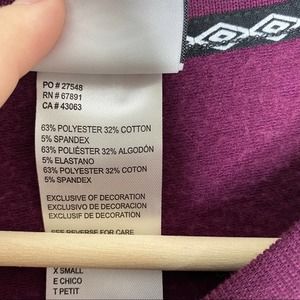 PO # 27548
RN # 67891
CA # 43063
63% POLYESTER 32% COTTON
5% SPANDEX
63% POLIÉSTER 32% ALGODÓN
5% ELASTANO
63% POLYESTER 32% COTON
5% SPANDEX
EXCLUSIVE OF DECORATION
EXCLUSIVO DE DECORACION
EXCLUSIF DE DECORATION
SEE REVERSE FOR CARE
X SMALL
E CHICO
T PETIT